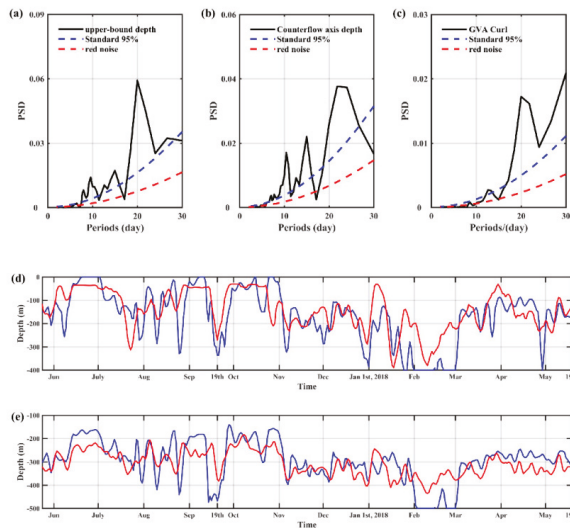 (a)
0.09
0.06
0.03
0
PSD
upper-bound depth
Standard 95%
red noise
0 10 20 30
Periods (day)
(b)
0.06
0.04
0.02
0
PSD
Counterflow axis depth
Standard 95%
red noise
0 10 20 30
Periods (day)
(c)
0.03
0.02
0.01
0
PSD
GVA Curl
Standard 95%
red noise
0 10 20 30
Periods/(day)
(d)
0
-100
-200
-300
-400
Depth (m)
Jun July Aug Sep 19th Oct Nov Dec Jan 1st, 2018 Feb Mar Apr May 19
Time
(e)
-100
-200
-300
-400
-500
Depth (m)
Jun July Aug Sep 19th Oct Nov Dec Jan 1st, 2018 Feb Mar Apr May 19
Time